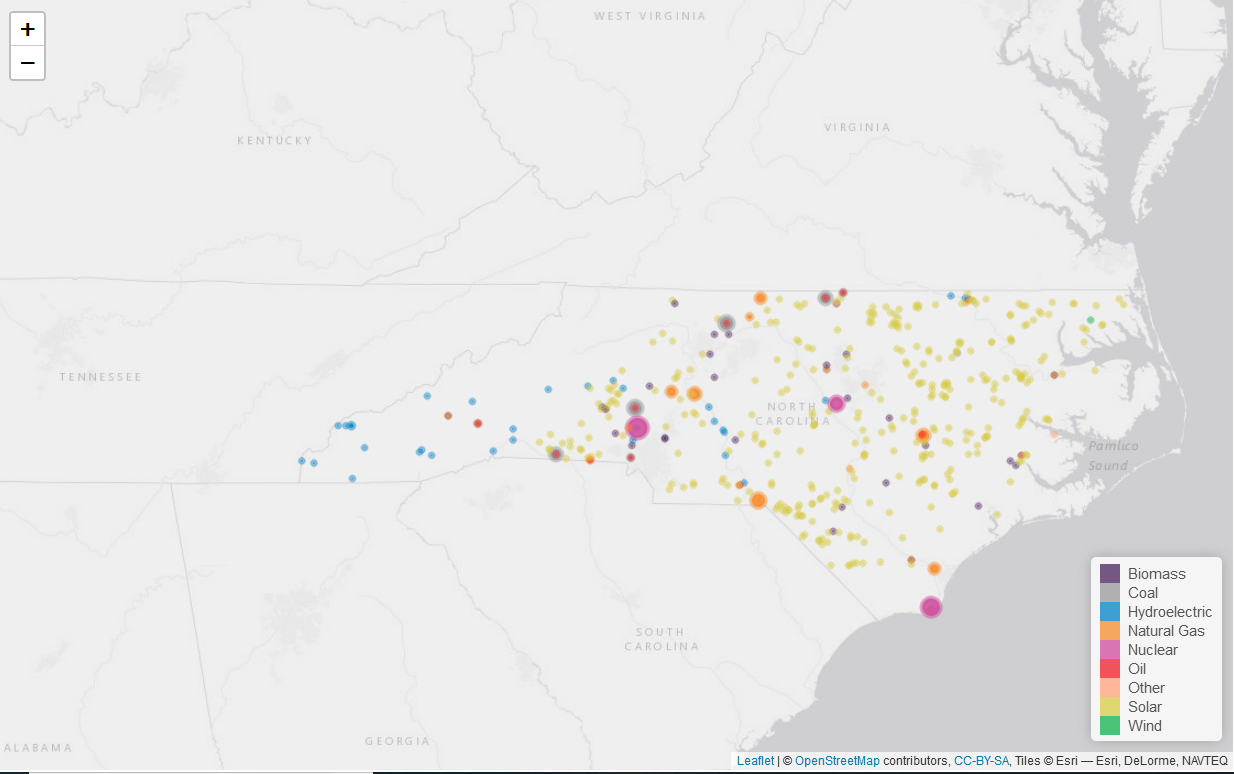 +
−
WEST VIRGINIA
KENTUCKY
VIRGINIA
TENNESSEE
NORTH
CAROLINA
Pamlico
Sound
SOUTH
CAROLINA
ALABAMA
GEORGIA
Biomass
Coal
Hydroelectric
Natural Gas
Nuclear
Oil
Other
Solar
Wind
Leaflet | © OpenStreetMap contributors, CC-BY-SA, Tiles © Esri — Esri, DeLorme, NAVTEQ